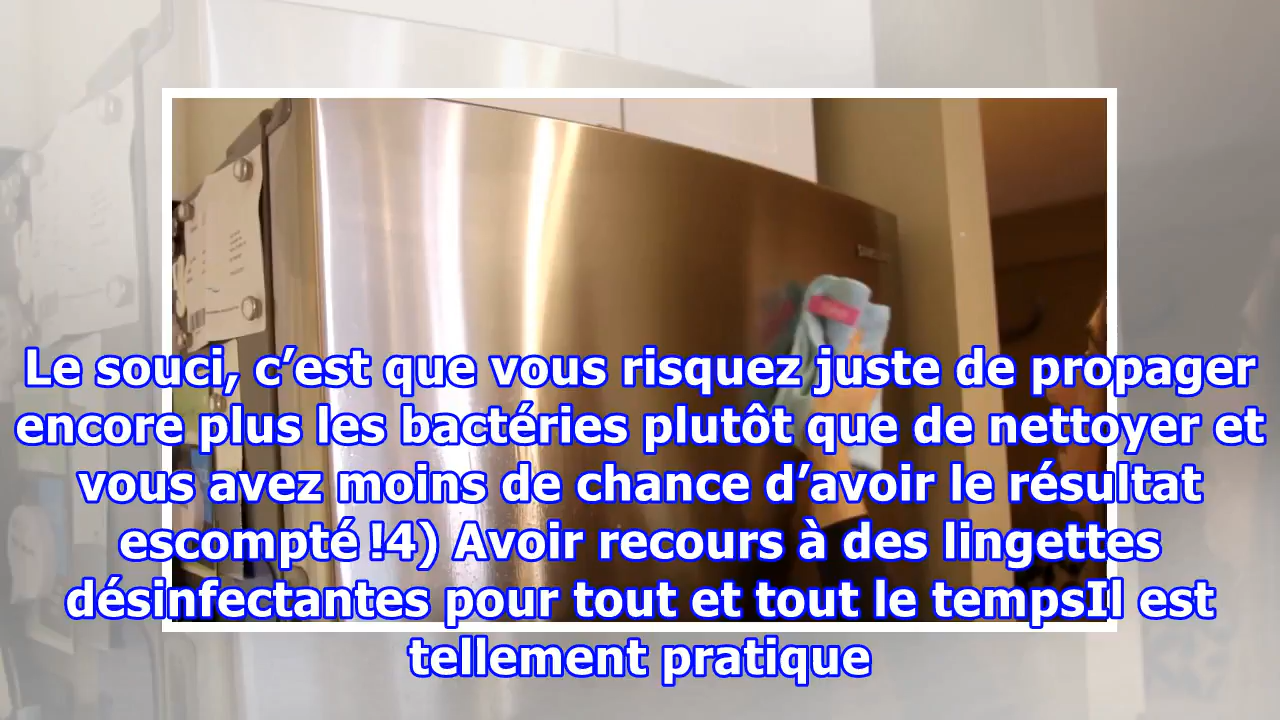 Le souci, c’est que vous risquez juste de propager
encore plus les bactéries plutôt que de nettoyer et
vous avez moins de chance d’avoir le résultat
escompté !4) Avoir recours à des lingettes
désinfectantes pour tout et tout le tempsIl est
tellement pratique